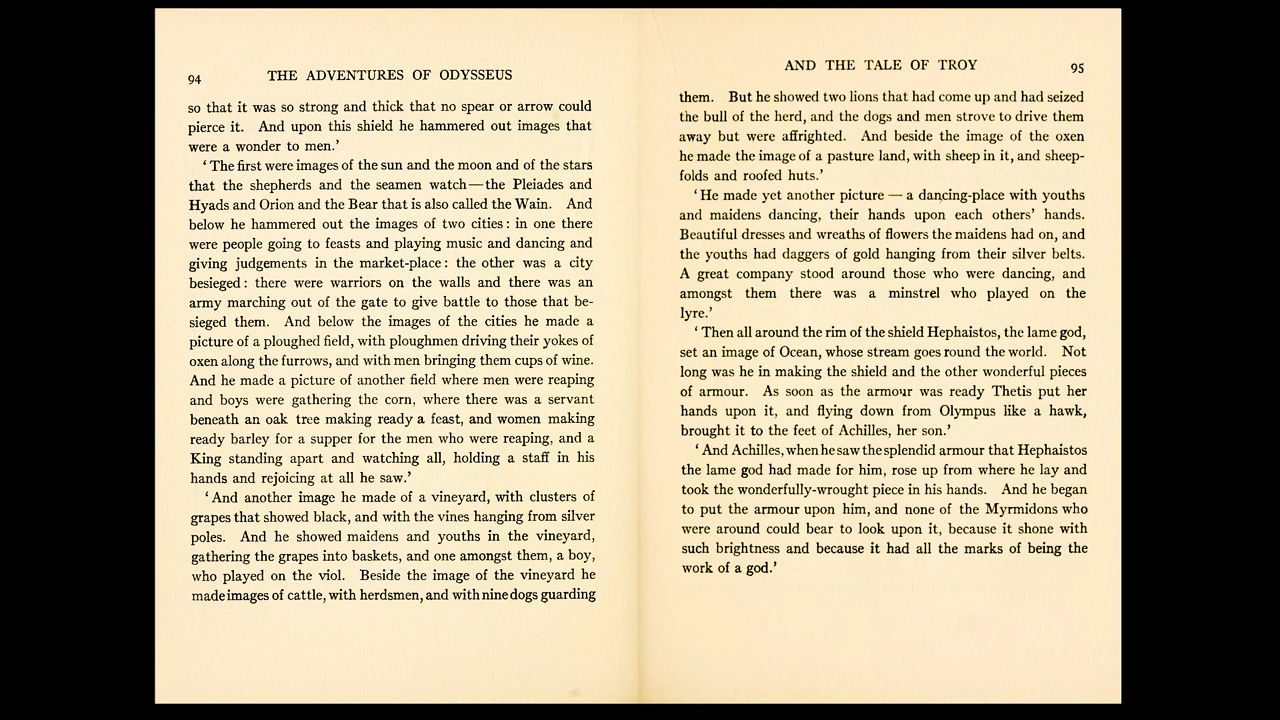 94 THE ADVENTURES OF ODYSSEUS
so that it was so strong and thick that no spear or arrow could
pierce it. And upon this shield he hammered out images that
were a wonder to men.’
‘The first were images of the sun and the moon and of the stars
that the shepherds and the seamen watch—the Pleiades and
Hyads and Orion and the Bear that is also called the Wain. And
below he hammered out the images of two cities: in one there
were people going to feasts and playing music and dancing and
giving judgements in the market-place: the other was a city
besieged: there were warriors on the walls and there was an
army marching out of the gate to give battle to those that be-
sieged them. And below the images of the cities he made a
picture of a ploughed field, with ploughmen driving their yokes of
oxen along the furrows, and with men bringing them cups of wine.
And he made a picture of another field where men were reaping
and boys were gathering the corn, where there was a servant
beneath an oak tree making ready a feast, and women making
ready barley for a supper for the men who were reaping, and a
King standing apart and watching all, holding a staff in his
hands and rejoicing at all he saw.’
‘And another image he made of a vineyard, with clusters of
grapes that showed black, and with the vines hanging from silver
poles. And he showed maidens and youths in the vineyard,
gathering the grapes into baskets, and one amongst them, a boy,
who played on the viol. Beside the image of the vineyard he
made images of cattle, with herdsmen, and with nine dogs guarding
AND THE TALE OF TROY 95
them. But he showed two lions that had come up and had seized
the bull of the herd, and the dogs and men strove to drive them
away but were affrighted. And beside the image of the oxen
he made the image of a pasture land, with sheep in it, and sheep-
folds and roofed huts.’
‘He made yet another picture — a dancing-place with youths
and maidens dancing, their hands upon each others’ hands.
Beautiful dresses and wreaths of flowers the maidens had on, and
the youths had daggers of gold hanging from their silver belts.
A great company stood around those who were dancing, and
amongst them there was a minstrel who played on the
lyre.’
‘Then all around the rim of the shield Hephaistos, the lame god,
set an image of Ocean, whose stream goes round the world. Not
long was he in making the shield and the other wonderful pieces
of armour. As soon as the armour was ready Thetis put her
hands upon it, and flying down from Olympus like a hawk,
brought it to the feet of Achilles, her son.’
‘And Achilles, when he saw the splendid armour that Hephaistos
the lame god had made for him, rose up from where he lay and
took the wonderfully-wrought piece in his hands. And he began
to put the armour upon him, and none of the Myrmidons who
were around could bear to look upon it, because it shone with
such brightness and because it had all the marks of being the
work of a god.’